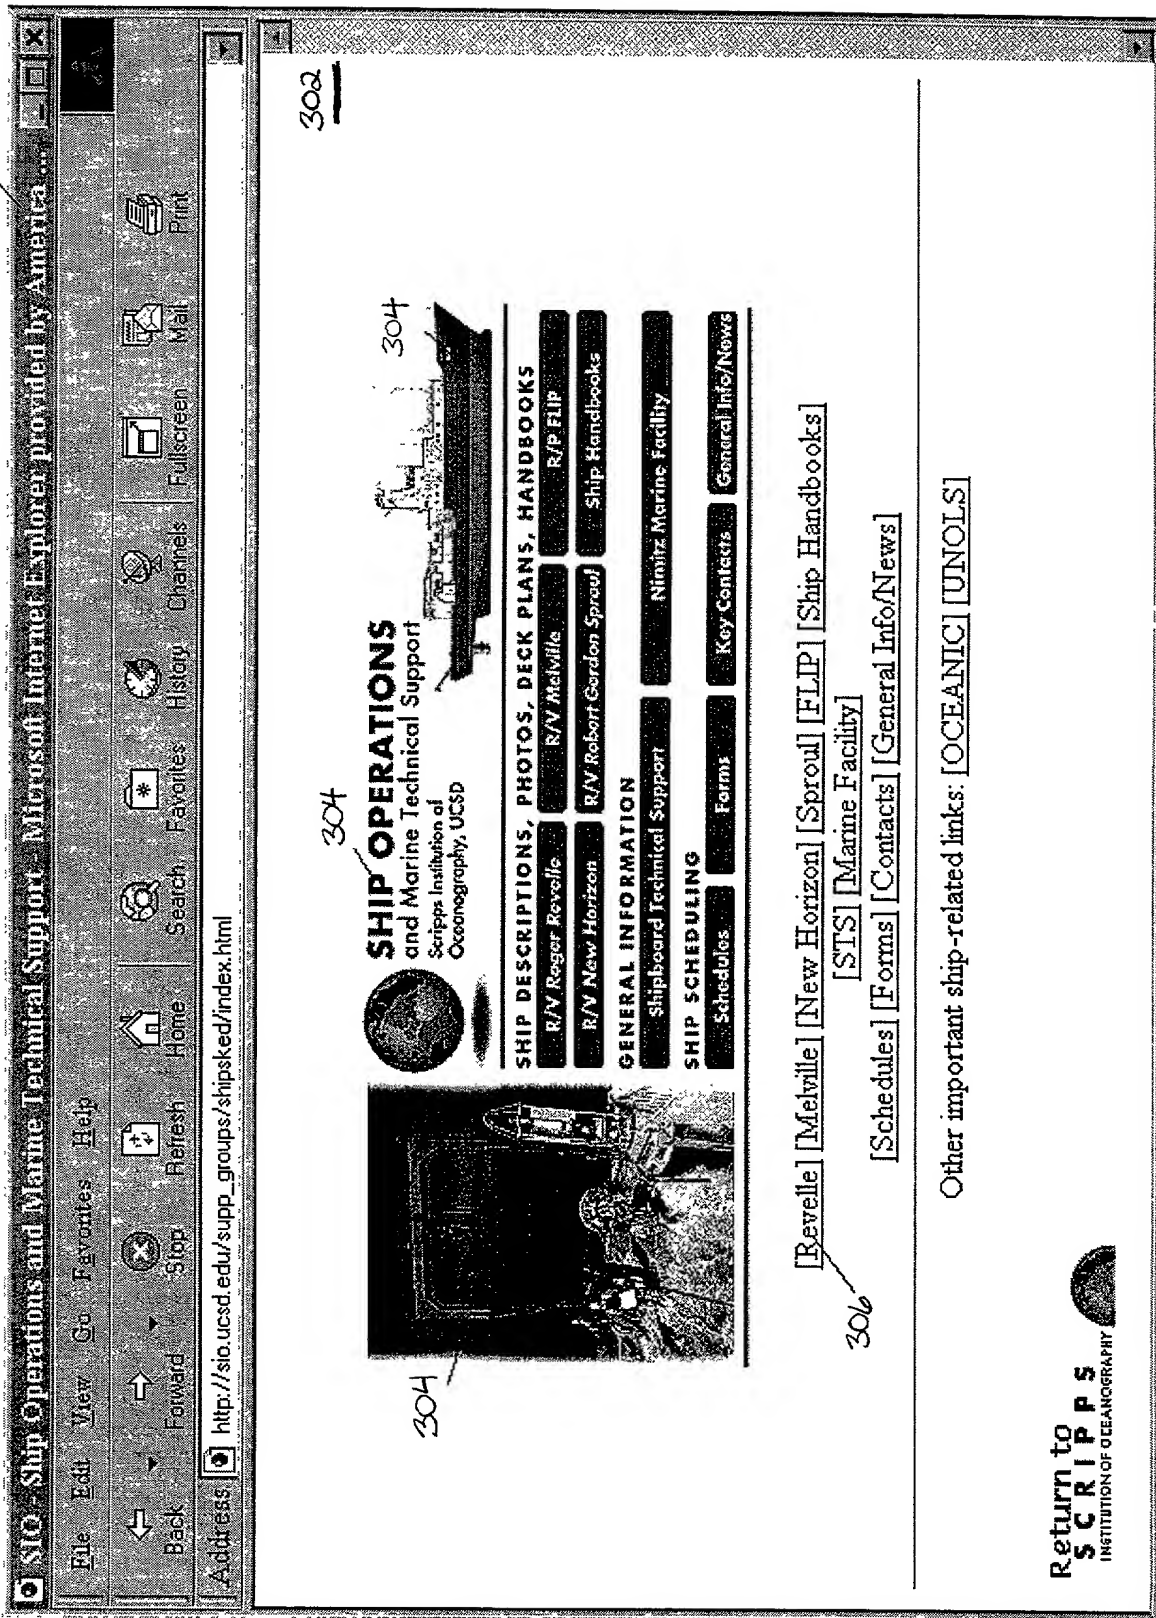 SIO - Ship Operations and Marine Technical Support - Microsoft Internet Explorer provided by America ...
File Edit View Go Favorites Help
Back Forward Stop Refresh Home Search Favorites History Channels Fullscreen Mail Print
Address http://sio.ucsd.edu/supp_groups/shipsked/index.html
302
304
304
304
SHIP OPERATIONS
and Marine Technical Support
Scripps Institution of
Oceanography, UCSD
SHIP DESCRIPTIONS, PHOTOS, DECK PLANS, HANDBOOKS
R/V Roger Revelle R/V Melville R/P FLIP
R/V New Horizon R/V Robert Gordon Sproul Ship Handbooks
GENERAL INFORMATION
Shipboard Technical Support Nimitz Marine Facility
SHIP SCHEDULING
Schedules Forms Key Contacts General Info/News
[Revelle] [Melville] [New Horizon] [Sproul] [FLIP] [Ship Handbooks]
306
[STS] [Marine Facility]
[Schedules] [Forms] [Contacts] [General Info/News]
Other important ship-related links: [OCEANIC] [UNOLS]
Return to
SCRIPPS
INSTITUTION OF OCEANOGRAPHY